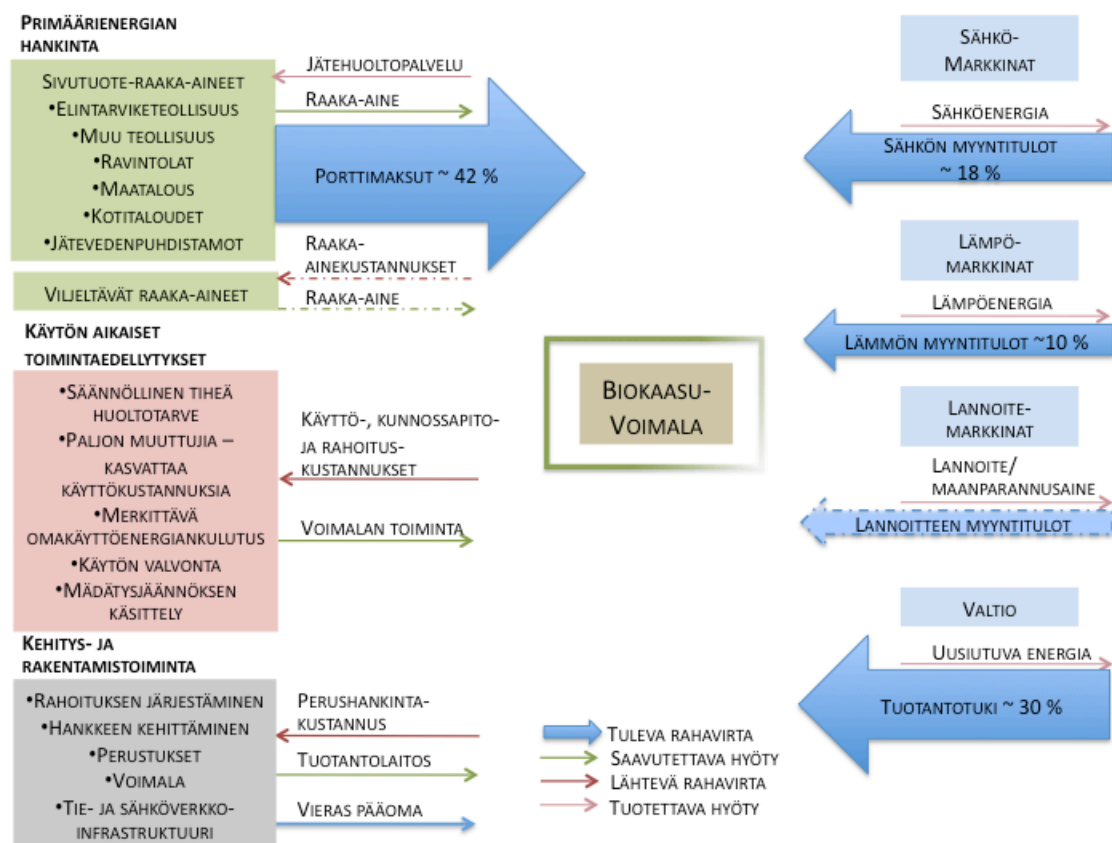 Primäärienergian
hankinta
Sivutuote-raaka-aineet
•Elintarviketeollisuus
•Muu teollisuus
•Ravintolat
•Maatalous
•Kotitaloudet
•Jätevedenpuhdistamot
Jätehuoltopalvelu
Raaka-aine
Porttimaksut ~ 42 %
Raaka-
ainekustannukset
Viljeltävät raaka-aineet
Raaka-aine
Käytön aikaiset
toimintaedellytykset
•Säännöllinen tiheä
huoltotarve
•Paljon muuttujia –
kasvattaa
käyttökustannuksia
•Merkittävä
omakäyttöenergiankulutus
•Käytön valvonta
•Mädätysjäännöksen
käsittely
Käyttö-, kunnossapito-
ja rahoitus-
kustannukset
Voimalan toiminta
Kehitys- ja
rakentamistoiminta
•Rahoituksen järjestäminen
•Hankkeen kehittäminen
•Perustukset
•Voimala
•Tie- ja sähköverkko-
infrastruktuuri
Perushankinta-
kustannus
Tuotantolaitos
Vieras pääoma
Biokaasu-
Voimala
Tuleva rahavirta
Saavutettava hyöty
Lähtevä rahavirta
Tuotettava hyöty
Sähkö-
Markkinat
Sähköenergia
Sähkön myyntitulot
~ 18 %
Lämpö-
markkinat
Lämpöenergia
Lämmön myyntitulot ~10 %
Lannoite-
markkinat
Lannoite/
maanparannusaine
Lannoitteen myyntitulot
Valtio
Uusiutuva energia
Tuotantotuki ~ 30 %